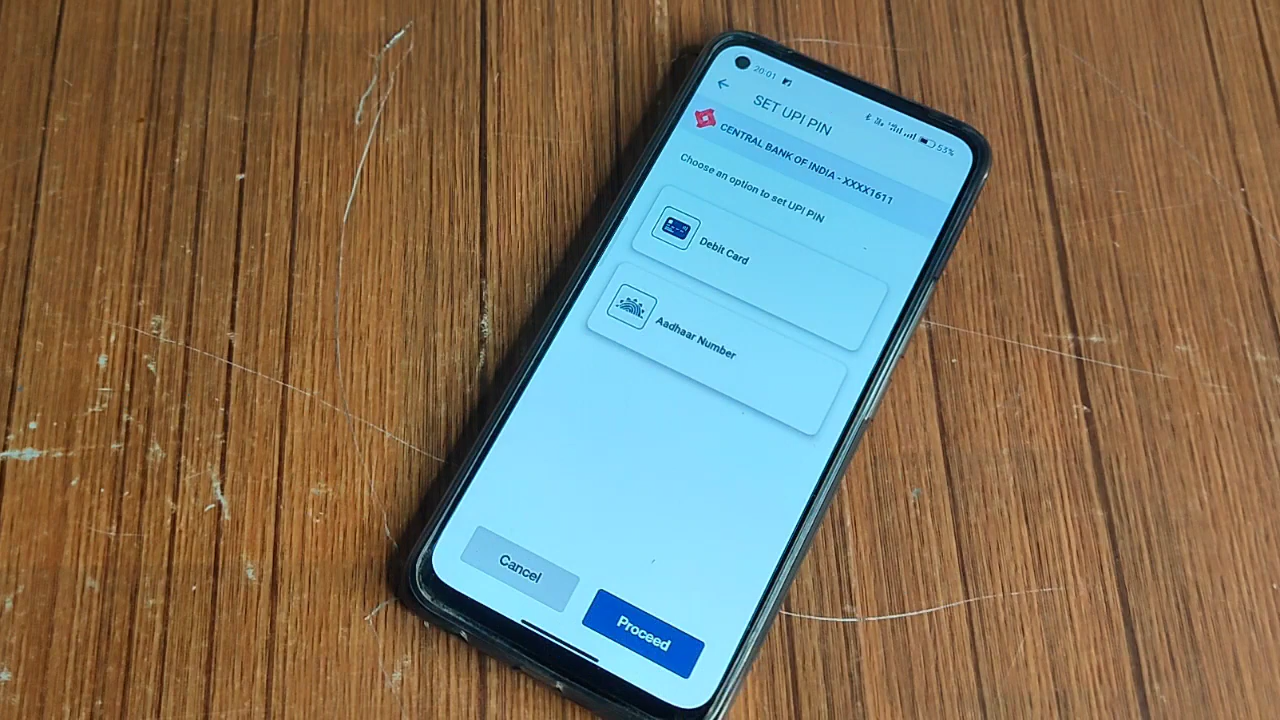 20:01
53%
SET UPI PIN
CENTRAL BANK OF INDIA - XXXX1611
Choose an option to set UPI PIN
Debit Card
Aadhaar Number
Cancel
Proceed